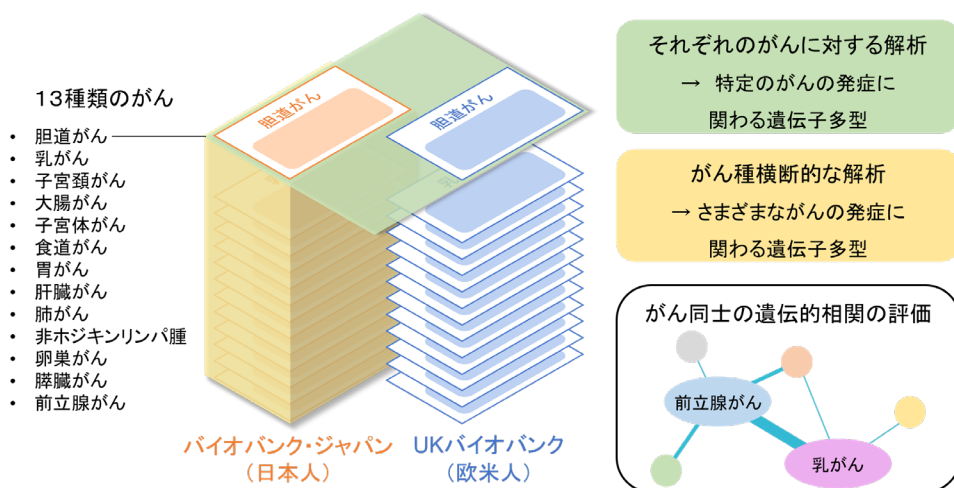 13種類のがん
• 胆道がん
• 乳がん
• 子宮頚がん
• 大腸がん
• 子宮体がん
• 食道がん
• 胃がん
• 肝臓がん
• 肺がん
• 非ホジキンリンパ腫
• 卵巣がん
• 膵臓がん
• 前立腺がん
胆道がん
胆道がん
バイオバンク・ジャパン
（日本人）
UKバイオバンク
（欧米人）
それぞれのがんに対する解析
→ 特定のがんの発症に
関わる遺伝子多型
がん種横断的な解析
→ さまざまながんの発症に
関わる遺伝子多型
がん同士の遺伝的相関の評価
前立腺がん
乳がん